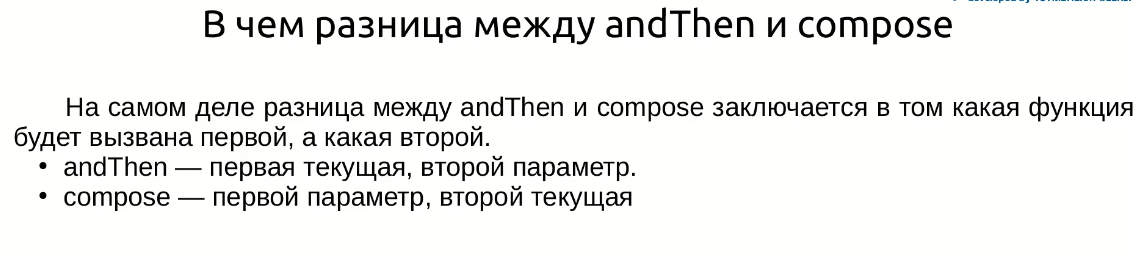 В чем разница между andThen и compose
На самом деле разница между andThen и compose заключается в том какая функция
будет вызвана первой, а какая второй.
• andThen — первая текущая, второй параметр.
• compose — первой параметр, второй текущая